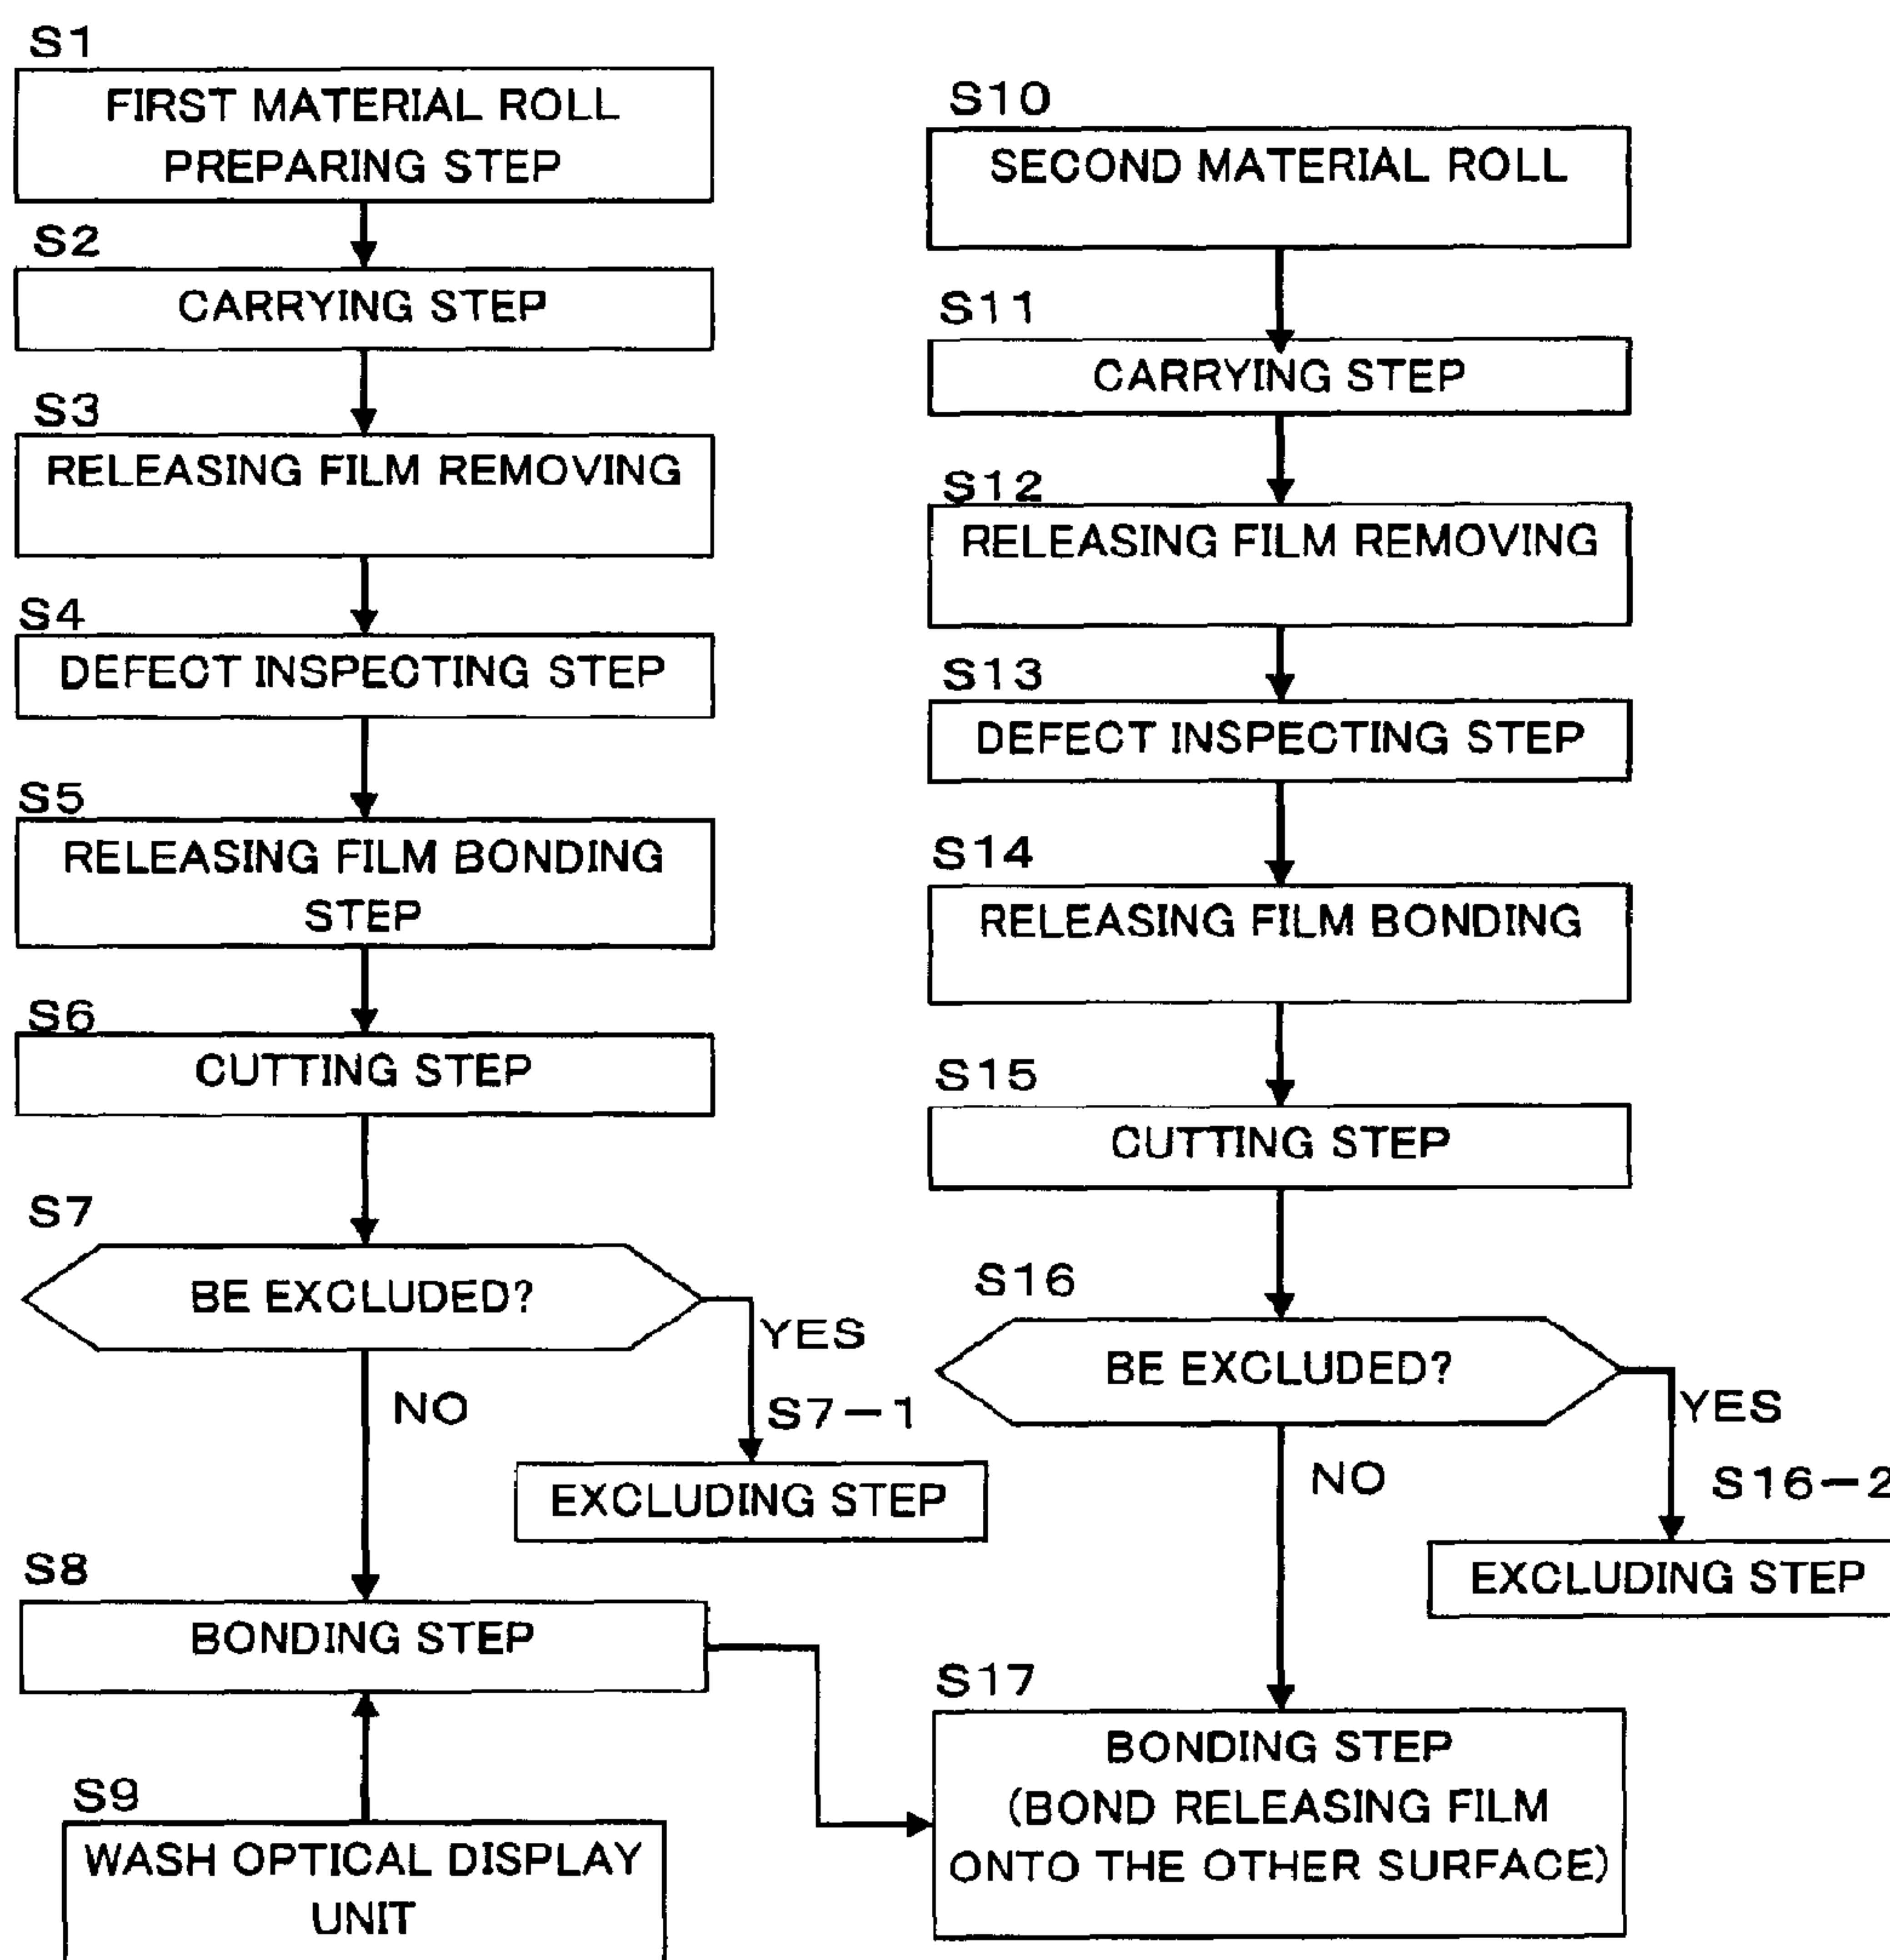 S1
FIRST MATERIAL ROLL
PREPARING STEP
S2
CARRYING STEP
S3
RELEASING FILM REMOVING
S4
DEFECT INSPECTING STEP
S5
RELEASING FILM BONDING
STEP
S6
CUTTING STEP
S7
BE EXCLUDED?
YES
NO
S7-1
EXCLUDING STEP
S8
BONDING STEP
S9
WASH OPTICAL DISPLAY
UNIT
S10
SECOND MATERIAL ROLL
S11
CARRYING STEP
S12
RELEASING FILM REMOVING
S13
DEFECT INSPECTING STEP
S14
RELEASING FILM BONDING
S15
CUTTING STEP
S16
BE EXCLUDED?
YES
NO
S16-2
EXCLUDING STEP
S17
BONDING STEP
(BOND RELEASING FILM
ONTO THE OTHER SURFACE)